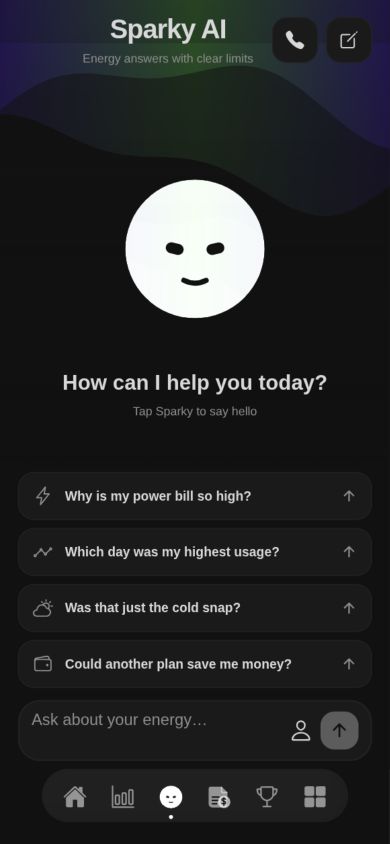 Sparky AI
Energy answers with clear limits
How can I help you today?
Tap Sparky to say hello
Why is my power bill so high?
Which day was my highest usage?
Was that just the cold snap?
Could another plan save me money?
Ask about your energy…
$